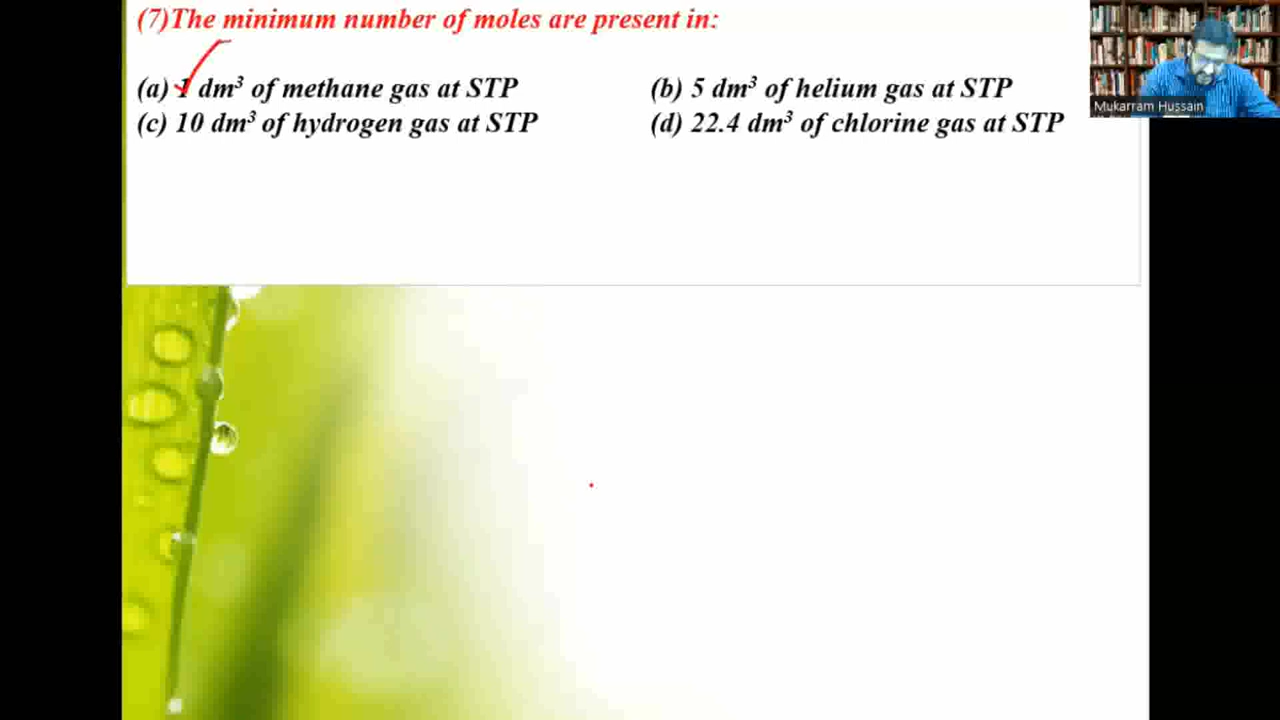 (7)The minimum number of moles are present in:
(a) 1 dm³ of methane gas at STP (b) 5 dm³ of helium gas at STP
(c) 10 dm³ of hydrogen gas at STP (d) 22.4 dm³ of chlorine gas at STP
Mukarram Hussain